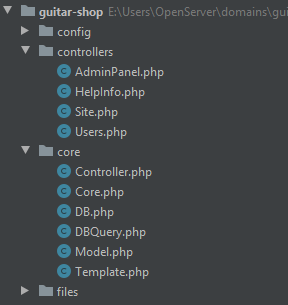 guitar-shop E:\Users\OpenServer\domains\gui
config
controllers
AdminPanel.php
HelpInfo.php
Site.php
Users.php
core
Controller.php
Core.php
DB.php
DBQuery.php
Model.php
Template.php
files